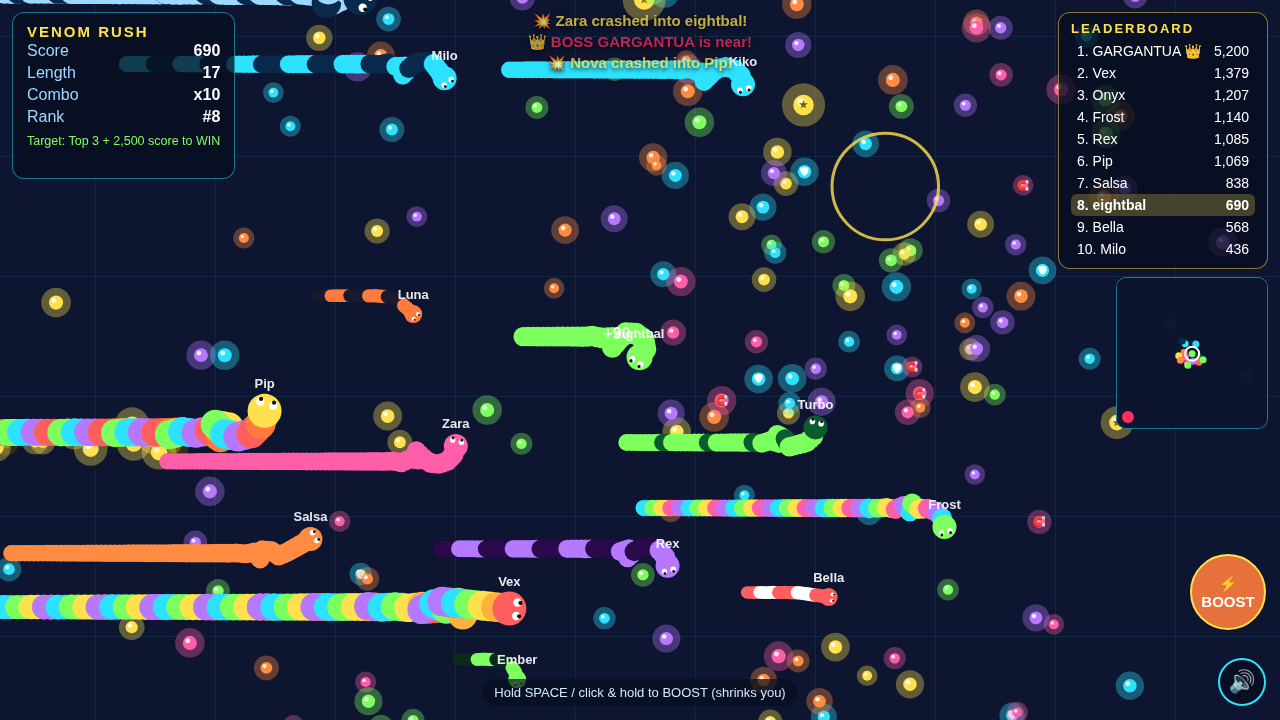 VENOM RUSH
Score 690
Length 17
Combo x10
Rank #8
Target: Top 3 + 2,500 score to WIN
💥 Zara crashed into eightbal!
👑 BOSS GARGANTUA is near!
💥 Nova crashed into Pip!
LEADERBOARD
1. GARGANTUA 👑 5,200
2. Vex 1,379
3. Onyx 1,207
4. Frost 1,140
5. Rex 1,085
6. Pip 1,069
7. Salsa 838
8. eightbal 690
9. Bella 568
10. Milo 436
Milo
Kiko
Luna
+90
eightbal
Pip
Turbo
Zara
Frost
Salsa
Rex
Bella
Vex
Ember
⚡
BOOST
Hold SPACE / click & hold to BOOST (shrinks you)